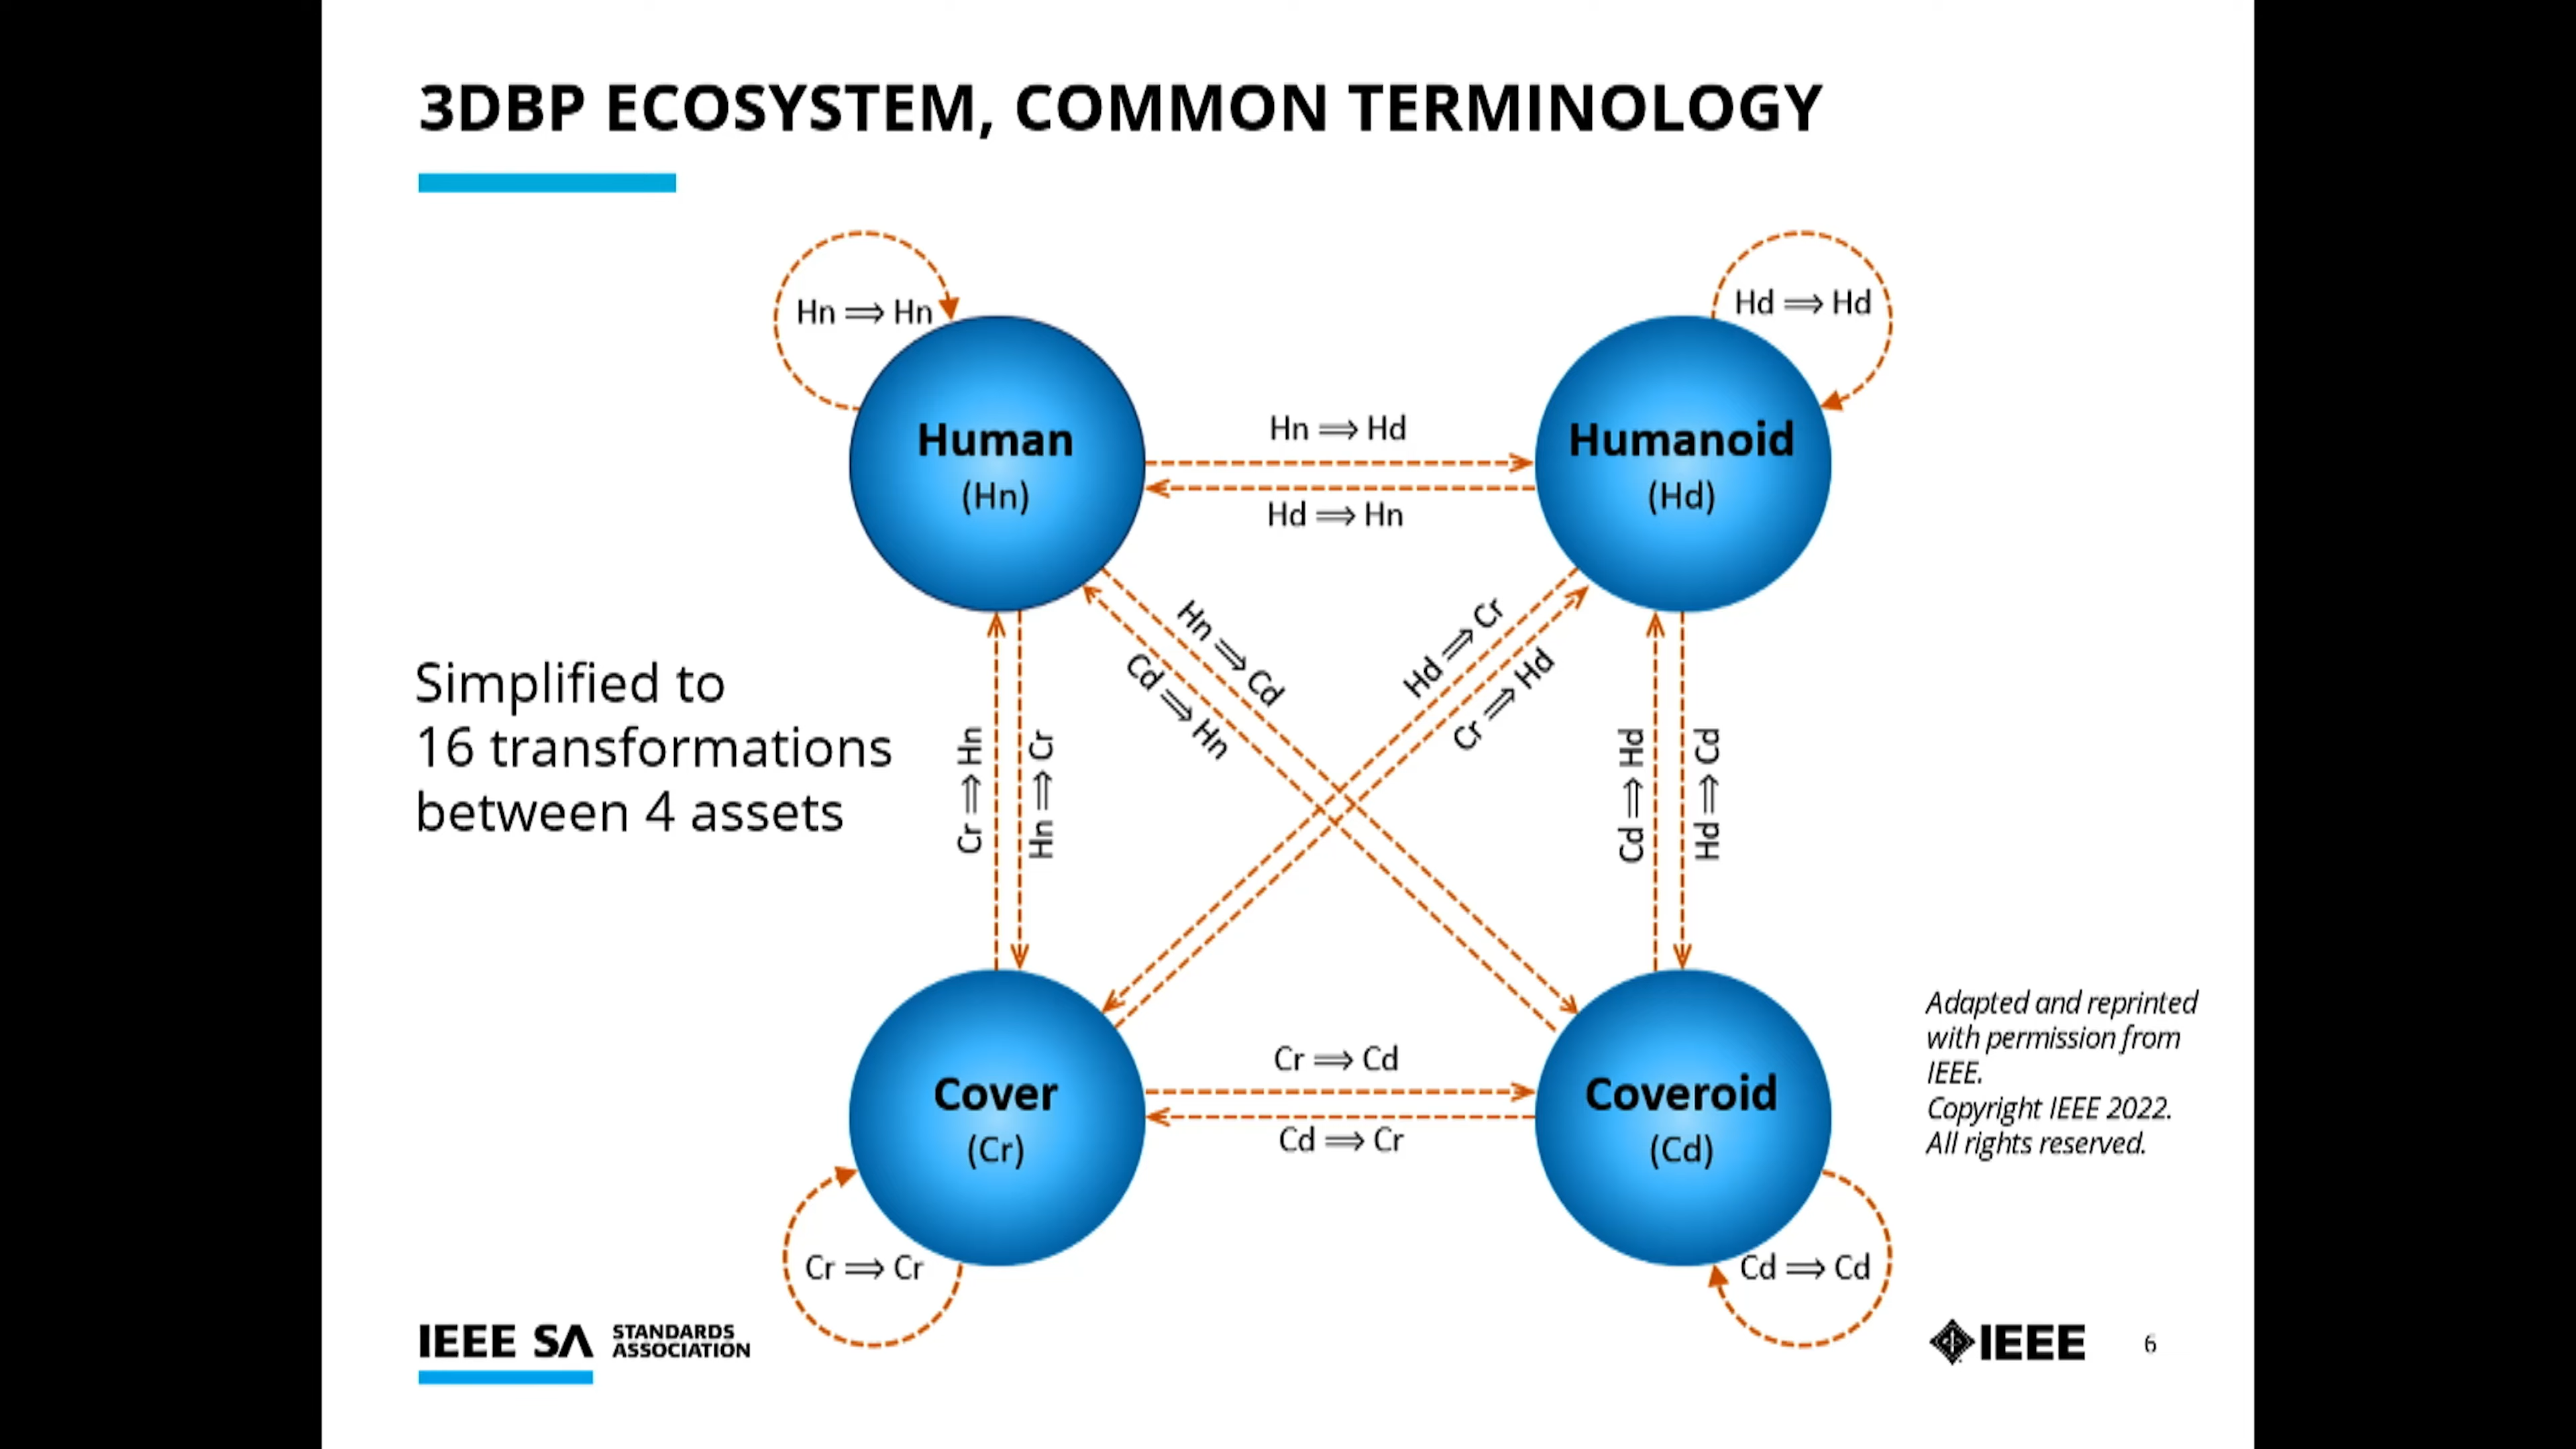 3DBP ECOSYSTEM, COMMON TERMINOLOGY
Hn ⟹ Hn
Hd ⟹ Hd
Human
(Hn)
Hn ⟹ Hd
Hd ⟹ Hn
Humanoid
(Hd)
Simplified to
16 transformations
between 4 assets
Cr ⟹ Hn
Hn ⟹ Cr
Hn ⟹ Cd
Cd ⟹ Hn
Hd ⟹ Cr
Cr ⟹ Hd
Cd ⟹ Hd
Hd ⟹ Cd
Cover
(Cr)
Cr ⟹ Cd
Cd ⟹ Cr
Coveroid
(Cd)
Adapted and reprinted
with permission from
IEEE.
Copyright IEEE 2022.
All rights reserved.
Cr ⟹ Cr
Cd ⟹ Cd
IEEE SA STANDARDS
ASSOCIATION
IEEE
6